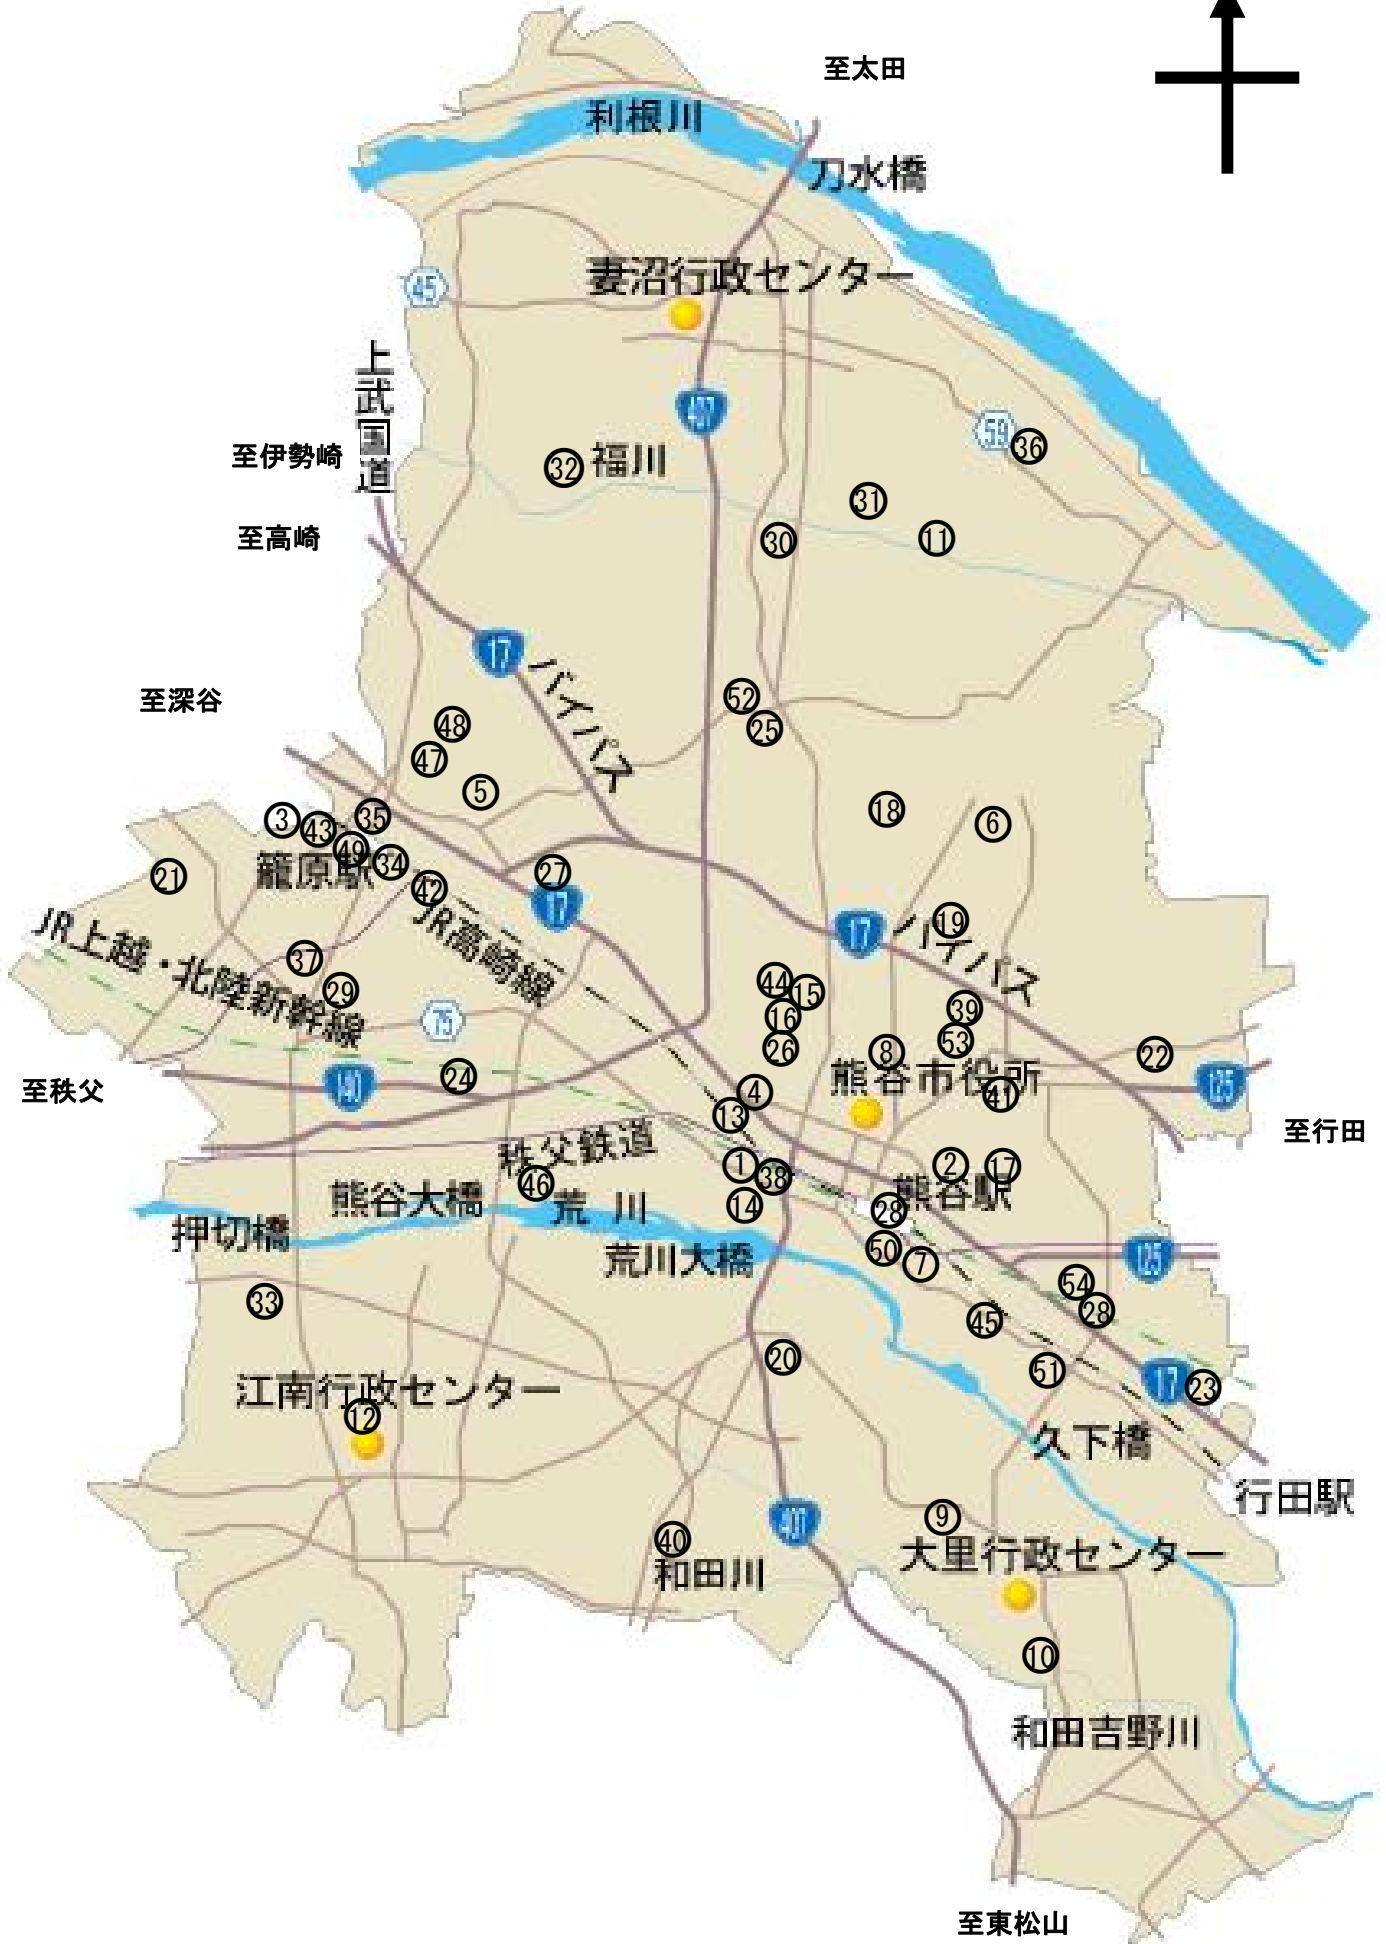 至太田
利根川
刀水橋
妻沼行政センター
45
上武国道
407
59
36
至伊勢崎
32
福川
31
至高崎
30
11
17
バイパス
至深谷
52
25
48
47
5
18
6
3
43
35
49
34
籠原駅
21
27
42
17
JR高崎線
19
17
バイパス
JR上越・北陸新幹線
37
29
44
15
39
75
16
53
26
8
22
熊谷市役所
至秩父
140
24
4
41
125
13
至行田
秩父鉄道
1
38
2
17
46
熊谷駅
熊谷大橋
荒川
14
28
押切橋
荒川大橋
50
7
125
54
33
28
45
20
51
17
23
江南行政センター
12
久下橋
行田駅
9
407
40
大里行政センター
和田川
10
和田吉野川
至東松山